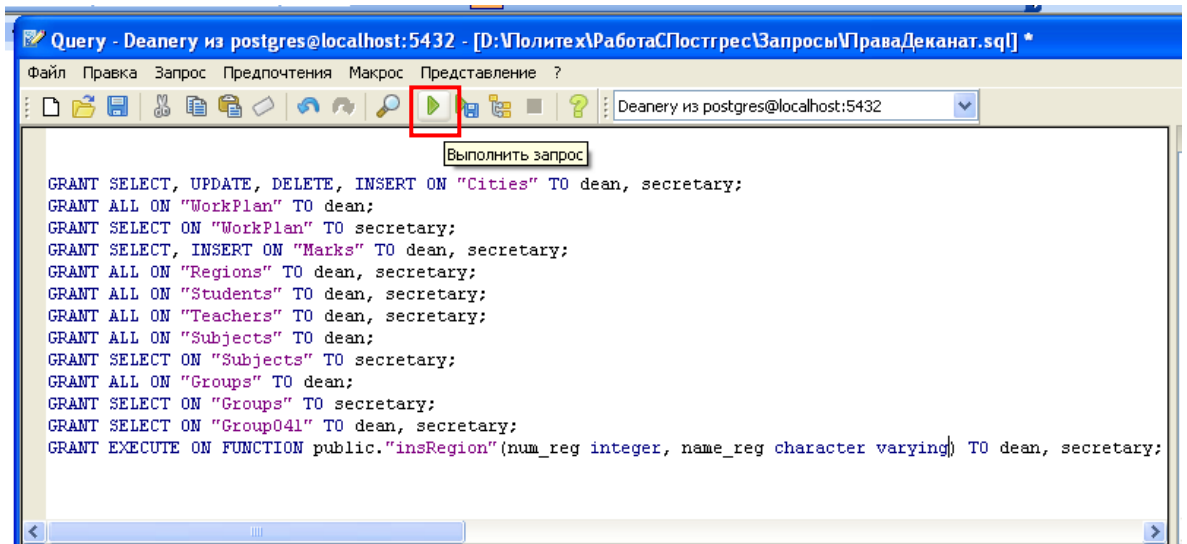 Query - Deanery из postgres@localhost:5432 - [D:\Политех\РаботаСПостгрес\Запросы\ПраваДеканат.sql] *
Файл Правка Запрос Предпочтения Макрос Представление ?
Deanery из postgres@localhost:5432
Выполнить запрос
GRANT SELECT, UPDATE, DELETE, INSERT ON "Cities" TO dean, secretary;
GRANT ALL ON "WorkPlan" TO dean;
GRANT SELECT ON "WorkPlan" TO secretary;
GRANT SELECT, INSERT ON "Marks" TO dean, secretary;
GRANT ALL ON "Regions" TO dean, secretary;
GRANT ALL ON "Students" TO dean, secretary;
GRANT ALL ON "Teachers" TO dean, secretary;
GRANT ALL ON "Subjects" TO dean;
GRANT SELECT ON "Subjects" TO secretary;
GRANT ALL ON "Groups" TO dean;
GRANT SELECT ON "Groups" TO secretary;
GRANT SELECT ON "Group041" TO dean, secretary;
GRANT EXECUTE ON FUNCTION public."insRegion"(num_reg integer, name_reg character varying) TO dean, secretary;